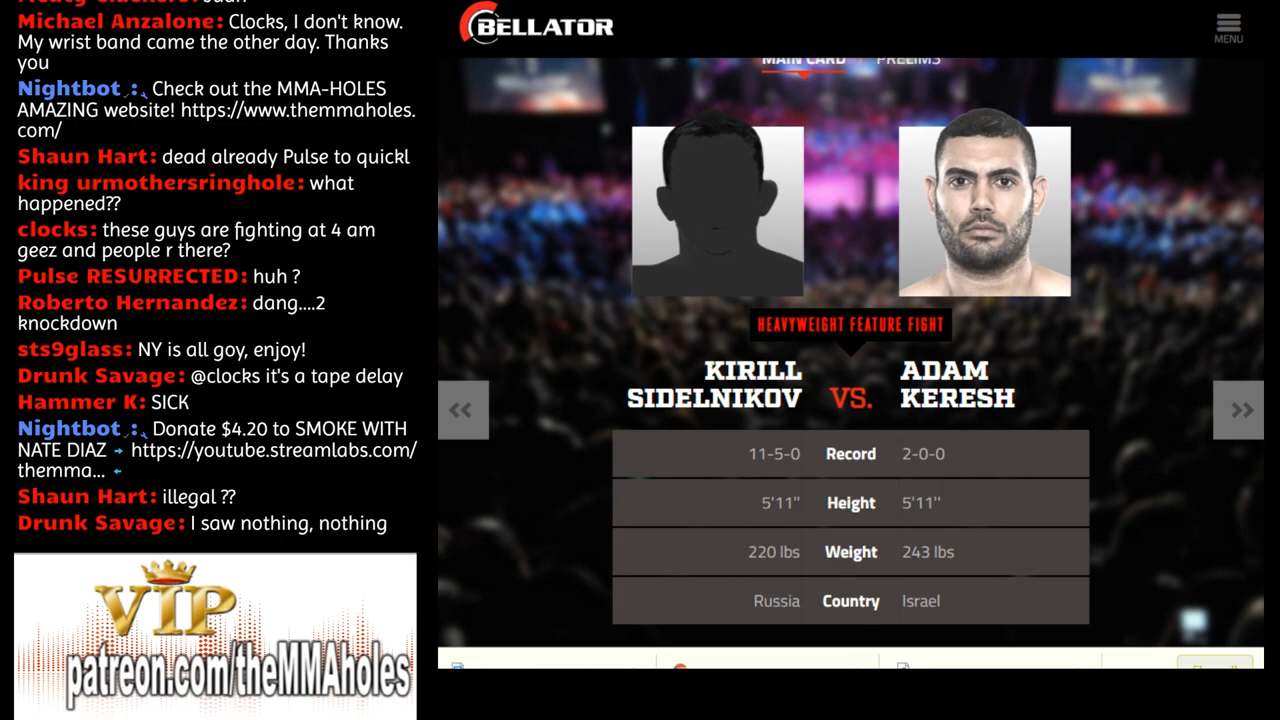 Michael Anzalone: Clocks, I don't know.
My wrist band came the other day. Thanks
you
Nightbot: Check out the MMA-HOLES
AMAZING website! https://www.themmaholes.
com/
Shaun Hart: dead already Pulse to quickl
king urmothersringhole: what
happened??
clocks: these guys are fighting at 4 am
geez and people r there?
Pulse RESURRECTED: huh ?
Roberto Hernandez: dang....2
knockdown
sts9glass: NY is all goy, enjoy!
Drunk Savage: @clocks it's a tape delay
Hammer K: SICK
Nightbot: Donate $4.20 to SMOKE WITH
NATE DIAZ → https://youtube.streamlabs.com/
themma... ←
Shaun Hart: illegal ??
Drunk Savage: I saw nothing, nothing
VIP
patreon.com/theMMAholes
BELLATOR
MENU
MAIN CARD / PRELIMS
HEAVYWEIGHT FEATURE FIGHT
KIRILL
SIDELNIKOV
VS.
ADAM
KERESH
11-5-0 Record 2-0-0
5'11" Height 5'11"
220 lbs Weight 243 lbs
Russia Country Israel